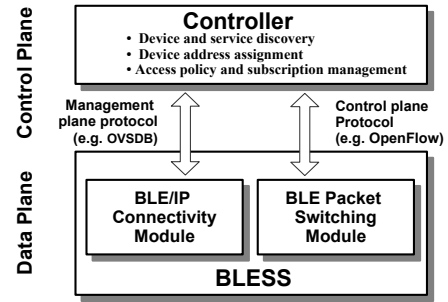 Control Plane
Controller
• Device and service discovery
• Device address assignment
• Access policy and subscription management
Management
plane protocol
(e.g. OVSDB)
Control plane
Protocol
(e.g. OpenFlow)
Data Plane
BLE/IP
Connectivity
Module
BLE Packet
Switching
Module
BLESS